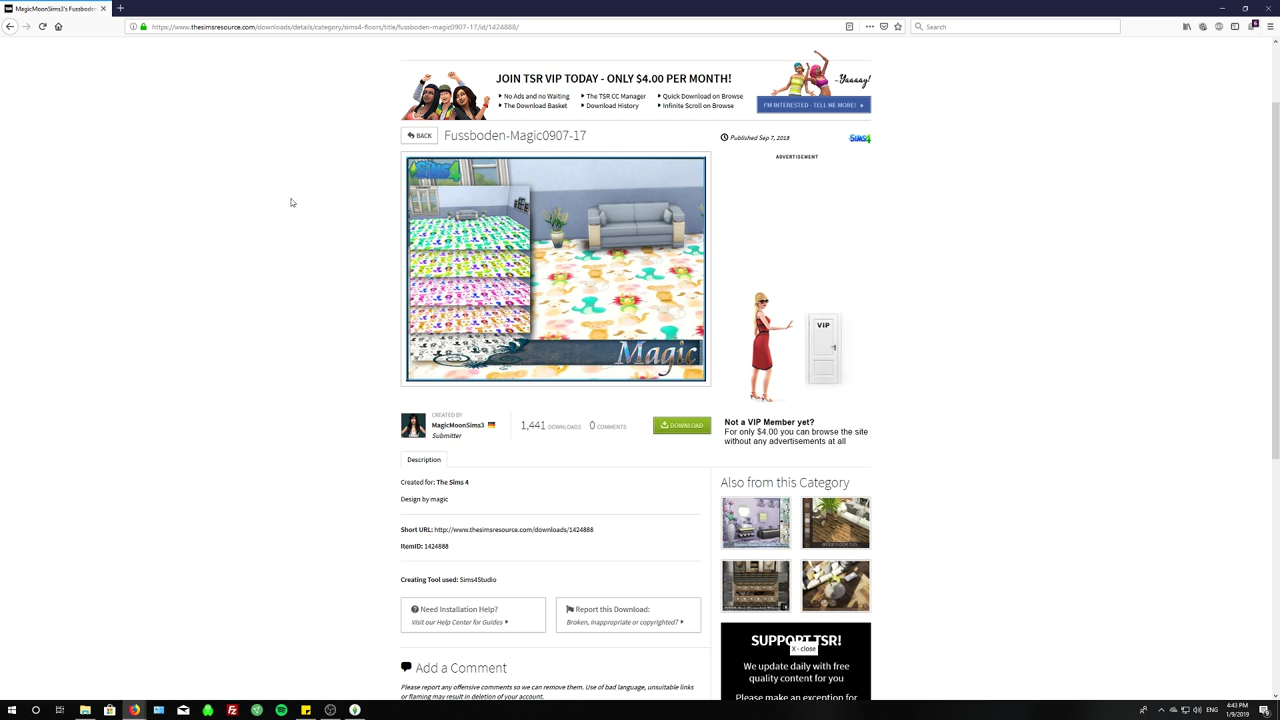 MagicMoonSims3's Fussboden
https://www.thesimsresource.com/downloads/details/category/sims4-floors/title/fussboden-magic0907-17/id/1424888/
Search
JOIN TSR VIP TODAY - ONLY $4.00 PER MONTH!
No Ads and no Waiting
The TSR CC Manager
Quick Download on Browse
The Download Basket
Download History
Infinite Scroll on Browse
-Yaaaay!
I'M INTERESTED - TELL ME MORE!
BACK
Fussboden-Magic0907-17
Published Sep 7, 2018
SIMS4
ADVERTISEMENT
SIMS4
Magic
VIP
CREATED BY
MagicMoonSims3
Submitter
1,441 DOWNLOADS
0 COMMENTS
DOWNLOAD
Not a VIP Member yet?
For only $4.00 you can browse the site
without any advertisements at all
Description
Created for: The Sims 4
Design by magic
Short URL: http://www.thesimsresource.com/downloads/1424888
ItemID: 1424888
Creating Tool used: Sims4Studio
Also from this Category
Need Installation Help?
Visit our Help Center for Guides
Report this Download:
Broken, inappropriate or copyrighted?
SUPPORT TSR!
X - close
We update daily with free
quality content for you
Please make an exception for
Add a Comment
Please report any offensive comments so we can remove them. Use of bad language, unsuitable links
or flaming may result in deletion of your account.
ENG
4:43 PM
1/9/2019